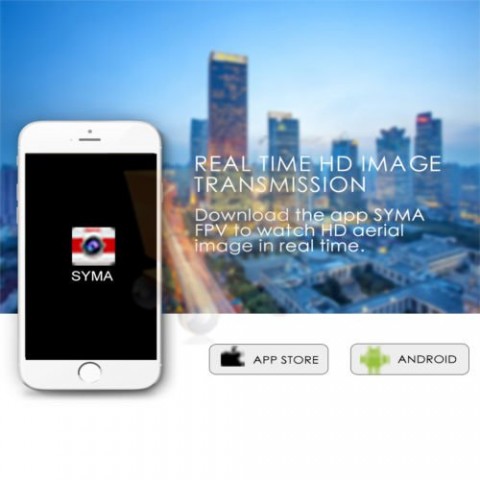 REAL TIME HD IMAGE
TRANSMISSION
Download the app SYMA
FPV to watch HD aerial
image in real time.
SYMA
APP STORE
ANDROID